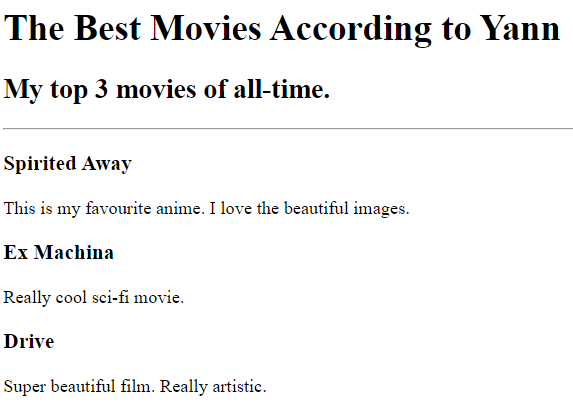 The Best Movies According to Yann
My top 3 movies of all-time.
Spirited Away
This is my favourite anime. I love the beautiful images.
Ex Machina
Really cool sci-fi movie.
Drive
Super beautiful film. Really artistic.